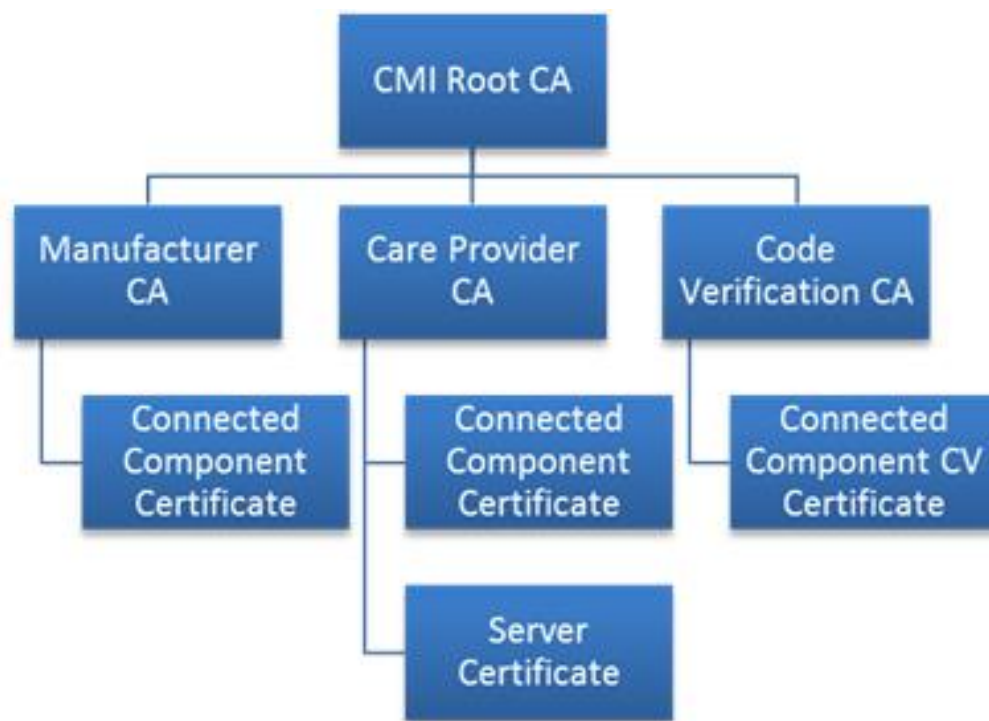 CMI Root CA
Manufacturer
CA
Care Provider
CA
Code
Verification CA
Connected
Component
Certificate
Connected
Component
Certificate
Connected
Component CV
Certificate
Server
Certificate